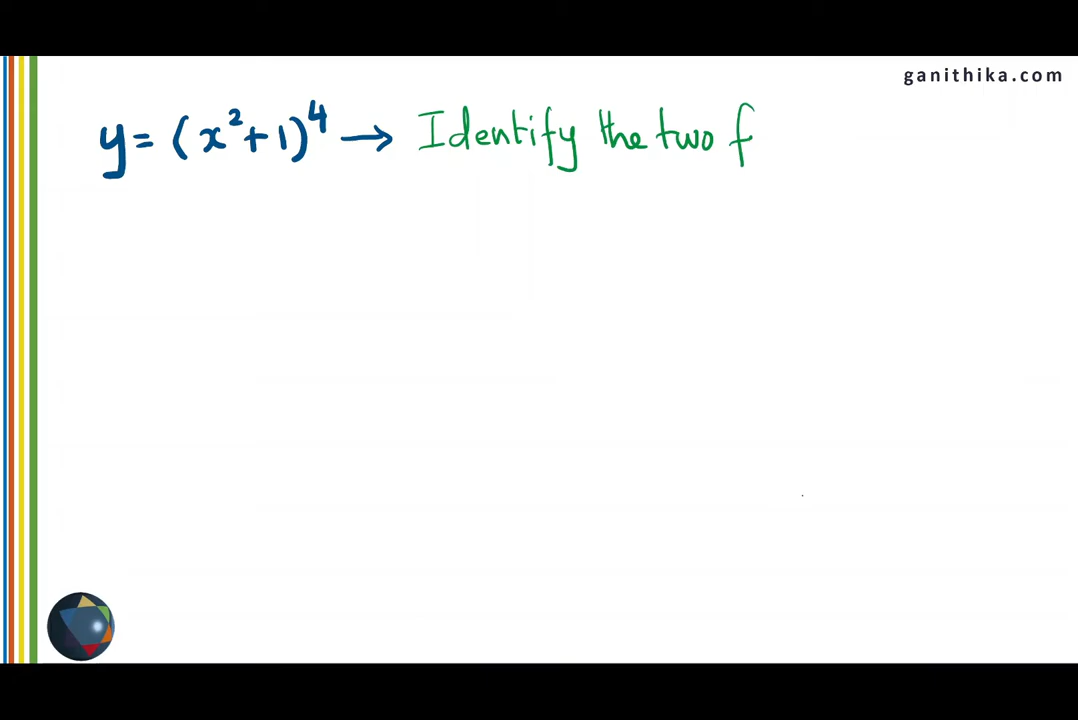 ganithika.com
y = (x²+1)⁴ → Identify the two f